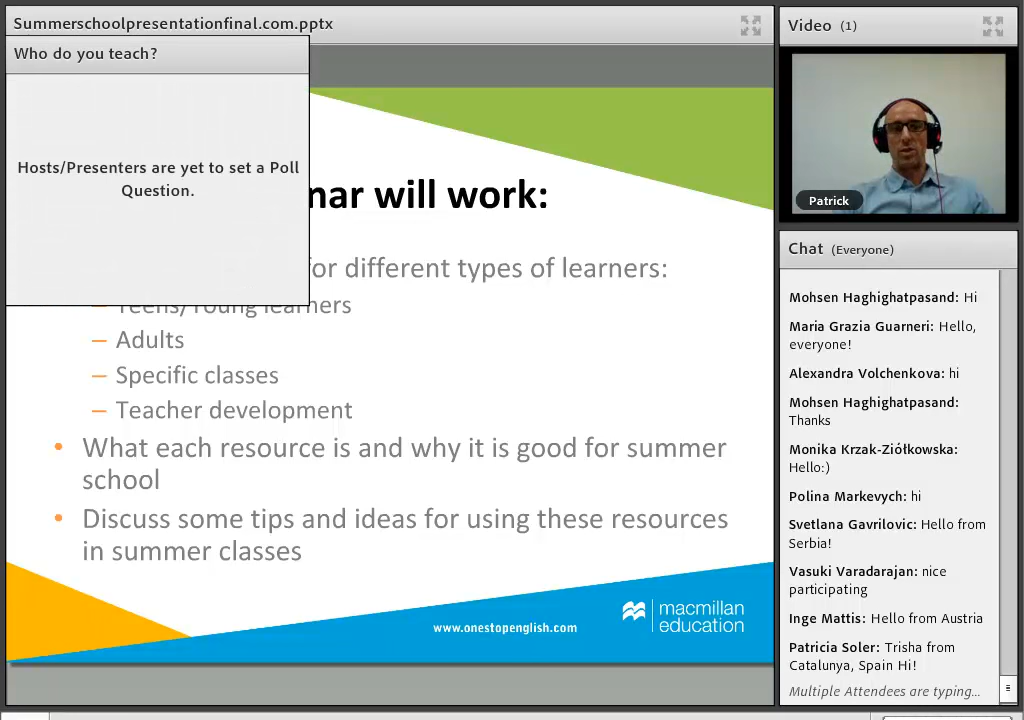 Summerschoolpresentationfinal.com.pptx
Who do you teach?
Hosts/Presenters are yet to set a Poll
Question.
nar will work:
or different types of learners:
– Teens/Young learners
– Adults
– Specific classes
– Teacher development
• What each resource is and why it is good for summer
school
• Discuss some tips and ideas for using these resources
in summer classes
www.onestopenglish.com
macmillan
education
Video (1)
Patrick
Chat (Everyone)
Mohsen Haghighatpasand: Hi
Maria Grazia Guarneri: Hello,
everyone!
Alexandra Volchenkova: hi
Mohsen Haghighatpasand:
Thanks
Monika Krzak-Ziółkowska:
Hello:)
Polina Markevych: hi
Svetlana Gavrilovic: Hello from
Serbia!
Vasuki Varadarajan: nice
participating
Inge Mattis: Hello from Austria
Patricia Soler: Trisha from
Catalunya, Spain Hi!
Multiple Attendees are typing...